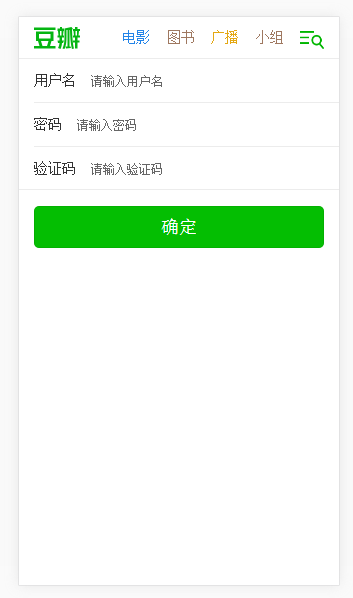 豆瓣 电影 图书 广播 小组
用户名 请输入用户名
密码 请输入密码
验证码 请输入验证码
确定